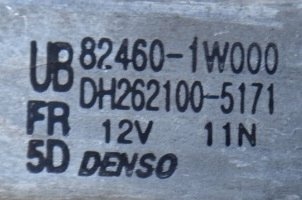 UB 82460-1W000
DH262100-5171
FR 12V 11N
5D DENSO